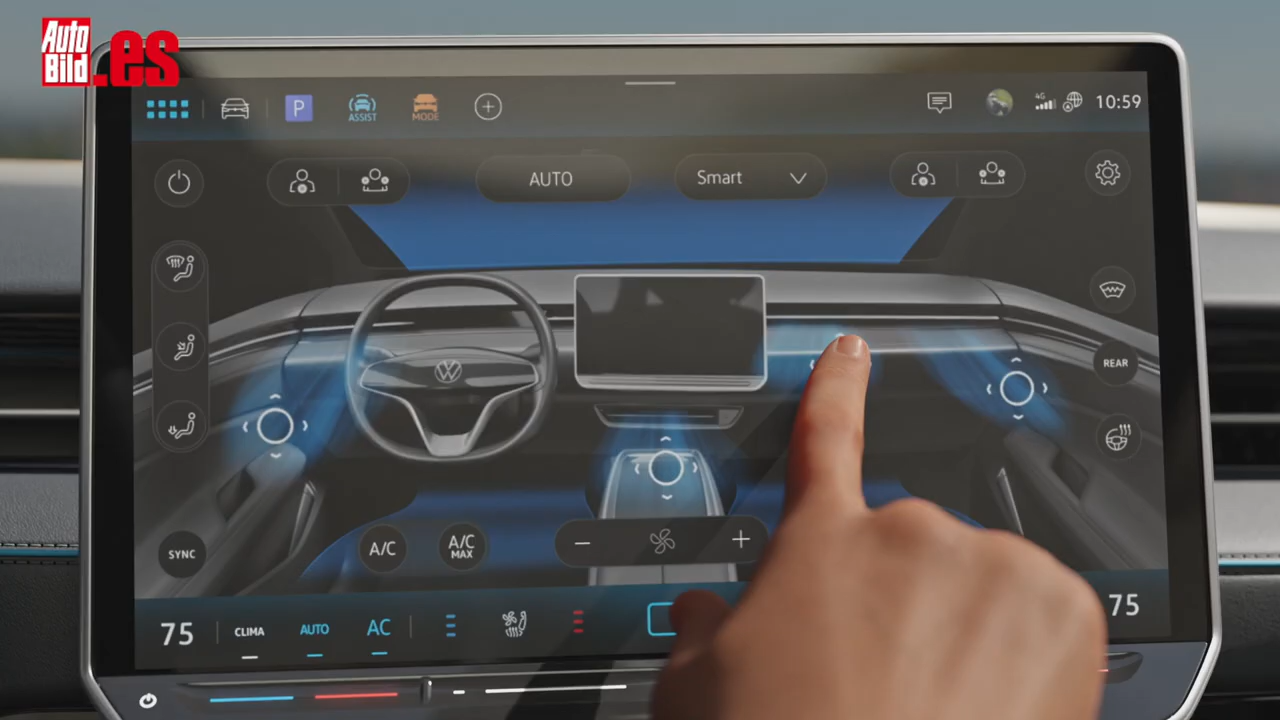 Auto
Bild
.es
P
ASSIST
MODE
4G
10:59
AUTO
Smart
REAR
SYNC
A/C
A/C
MAX
75
CLIMA
AUTO
AC
75